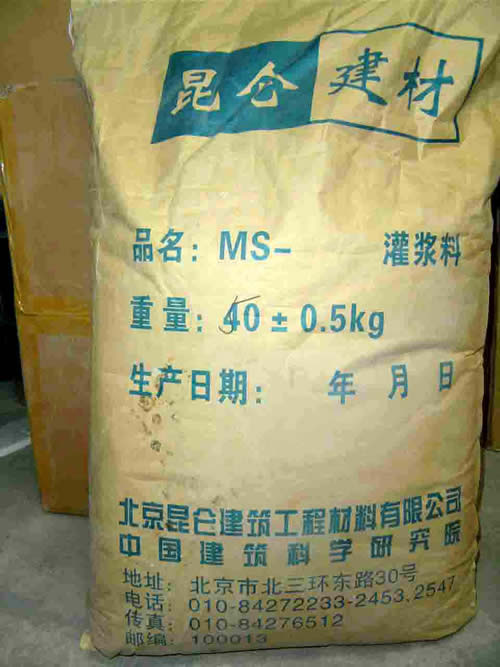 昆仑建材
品名：MS- 灌浆料
重量：50 ± 0.5kg
生产日期： 年 月 日
北京昆仑建筑工程材料有限公司
中国建筑科学研究院
地址：北京市北三环东路30号
电话：010-84272233-2453.2547
传真：010-84276512
邮编：100013